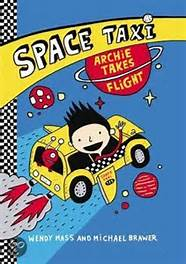 SPACE TAXI
ARCHIE
TAKES
FLIGHT
WENDY MASS AND MICHAEL BRAWER